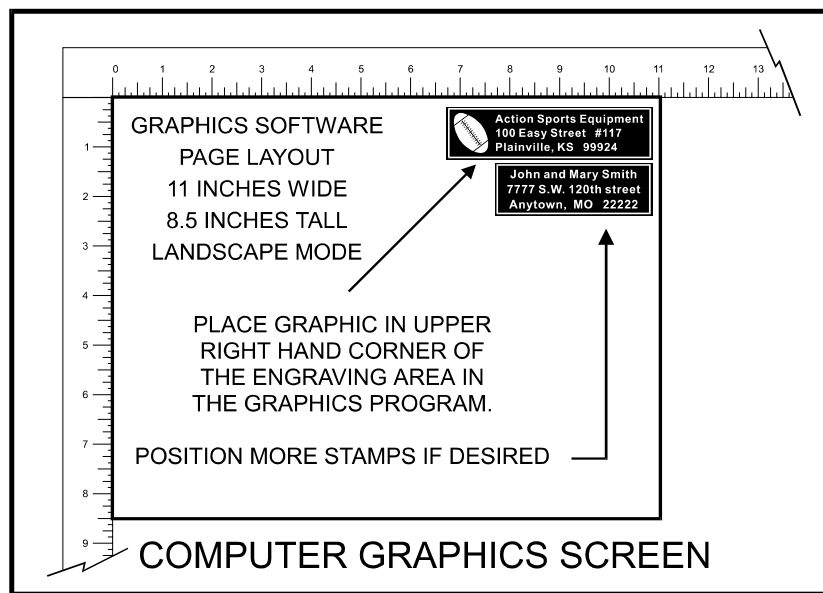 0 1 2 3 4 5 6 7 8 9 10 11 12 13
1
2
3
4
5
6
7
8
9
GRAPHICS SOFTWARE
PAGE LAYOUT
11 INCHES WIDE
8.5 INCHES TALL
LANDSCAPE MODE
Action Sports Equipment
100 Easy Street #117
Plainville, KS 99924
John and Mary Smith
7777 S.W. 120th street
Anytown, MO 22222
PLACE GRAPHIC IN UPPER
RIGHT HAND CORNER OF
THE ENGRAVING AREA IN
THE GRAPHICS PROGRAM.
POSITION MORE STAMPS IF DESIRED
COMPUTER GRAPHICS SCREEN